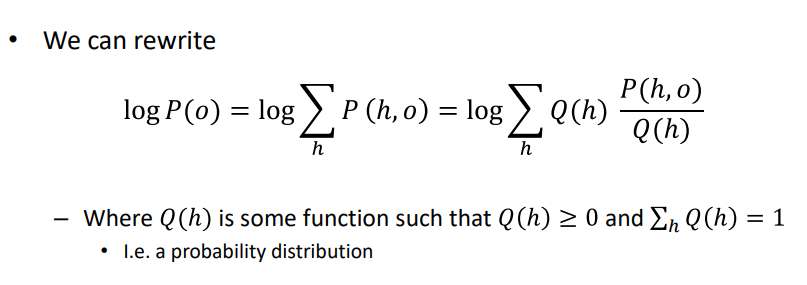 • We can rewrite
log P(o) = log ∑_h P (h, o) = log ∑_h Q(h) P(h, o) / Q(h)
– Where Q(h) is some function such that Q(h) ≥ 0 and ∑_h Q(h) = 1
• I.e. a probability distribution